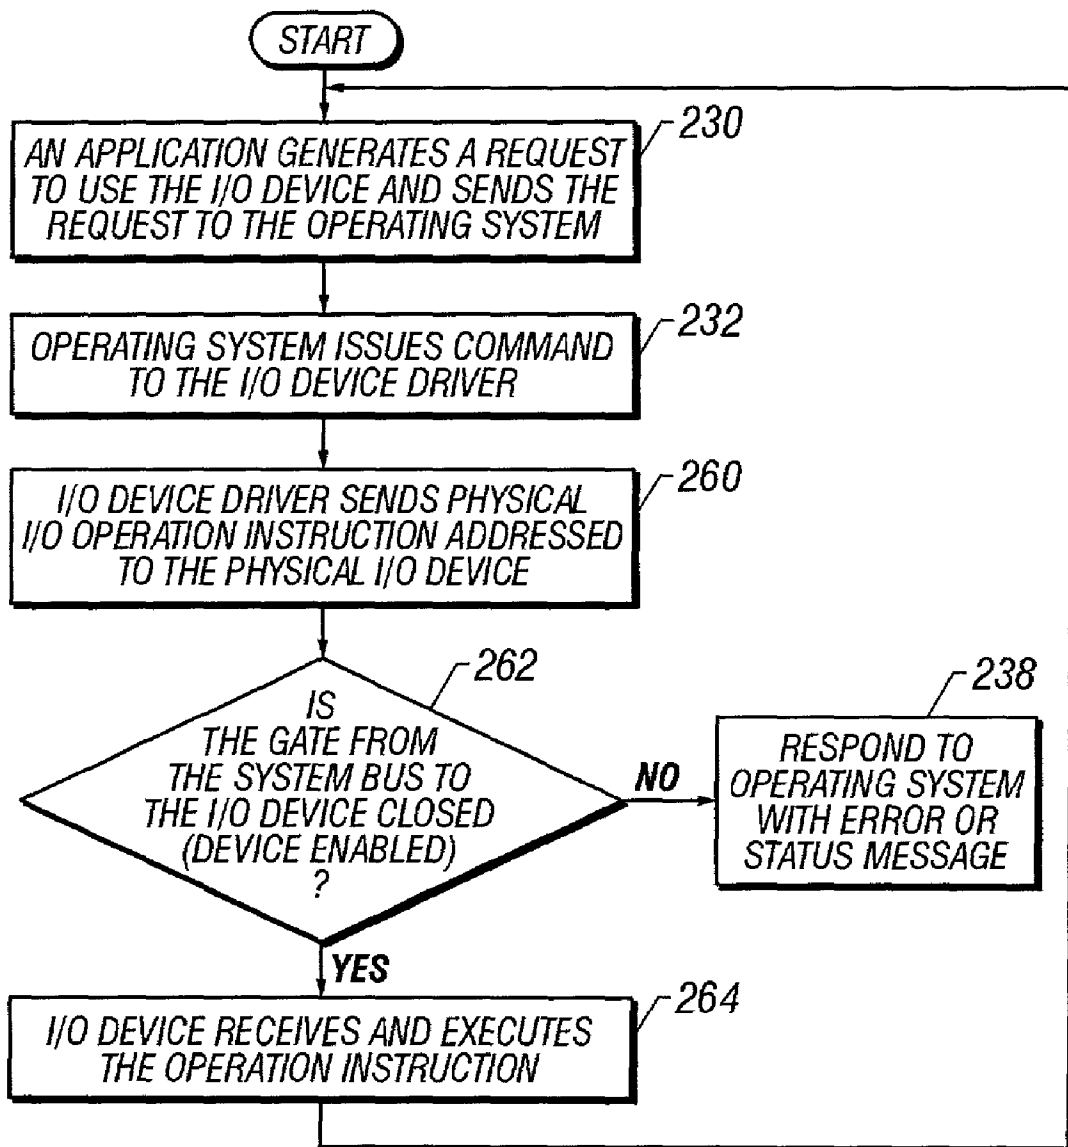 START
230
AN APPLICATION GENERATES A REQUEST
TO USE THE I/O DEVICE AND SENDS THE
REQUEST TO THE OPERATING SYSTEM
232
OPERATING SYSTEM ISSUES COMMAND
TO THE I/O DEVICE DRIVER
260
I/O DEVICE DRIVER SENDS PHYSICAL
I/O OPERATION INSTRUCTION ADDRESSED
TO THE PHYSICAL I/O DEVICE
262
IS
THE GATE FROM
THE SYSTEM BUS TO
THE I/O DEVICE CLOSED
(DEVICE ENABLED)
?
NO
238
RESPOND TO
OPERATING SYSTEM
WITH ERROR OR
STATUS MESSAGE
YES
264
I/O DEVICE RECEIVES AND EXECUTES
THE OPERATION INSTRUCTION